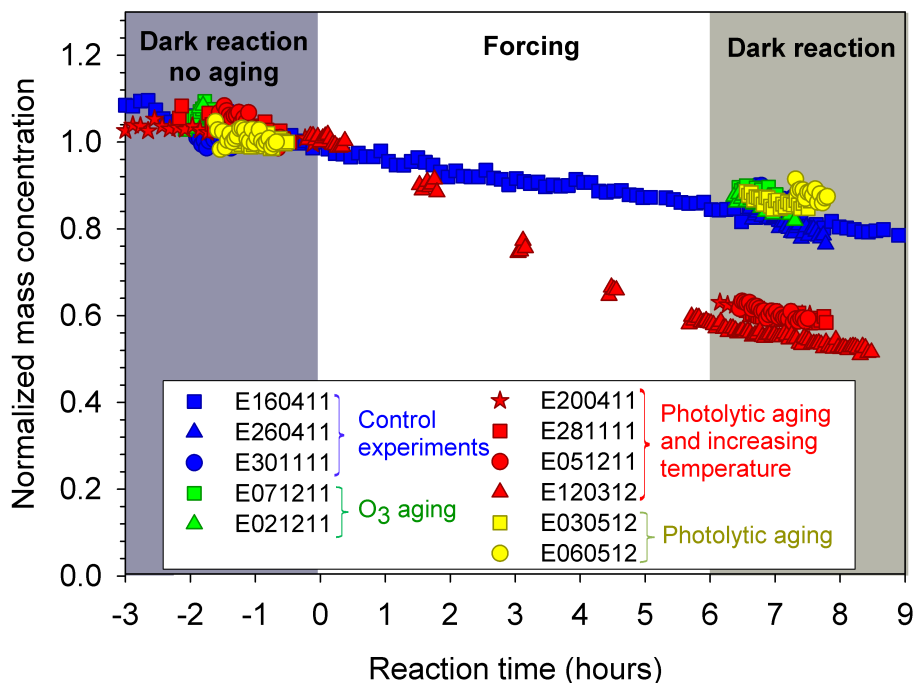 Dark reaction
no aging
Forcing
Dark reaction
Normalized mass concentration
1.2
1.0
0.8
0.6
0.4
0.2
0.0
E160411
E260411
E301111
Control
experiments
E071211
E021211
O3 aging
E200411
E281111
E051211
E120312
Photolytic aging
and increasing
temperature
E030512
E060512
Photolytic aging
-3 -2 -1 0 1 2 3 4 5 6 7 8 9
Reaction time (hours)